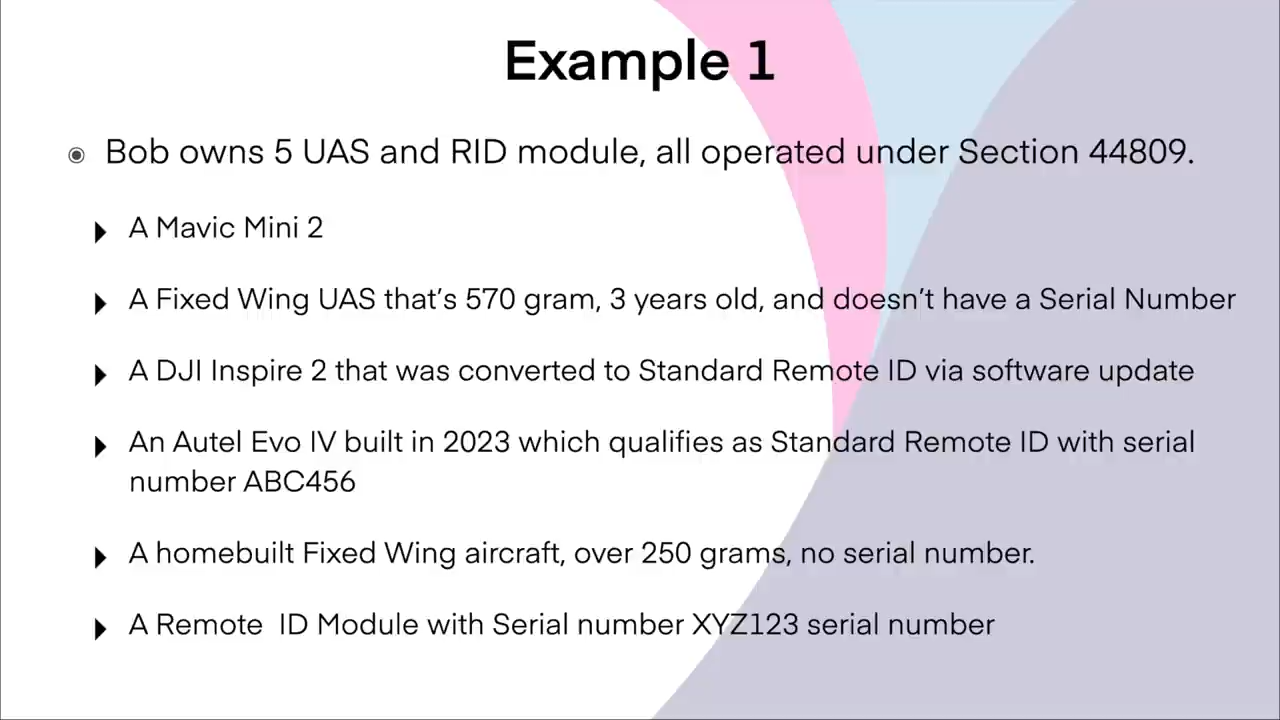 Example 1
Bob owns 5 UAS and RID module, all operated under Section 44809.
A Mavic Mini 2
A Fixed Wing UAS that's 570 gram, 3 years old, and doesn't have a Serial Number
A DJI Inspire 2 that was converted to Standard Remote ID via software update
An Autel Evo IV built in 2023 which qualifies as Standard Remote ID with serial
number ABC456
A homebuilt Fixed Wing aircraft, over 250 grams, no serial number.
A Remote  ID Module with Serial number XYZ123 serial number